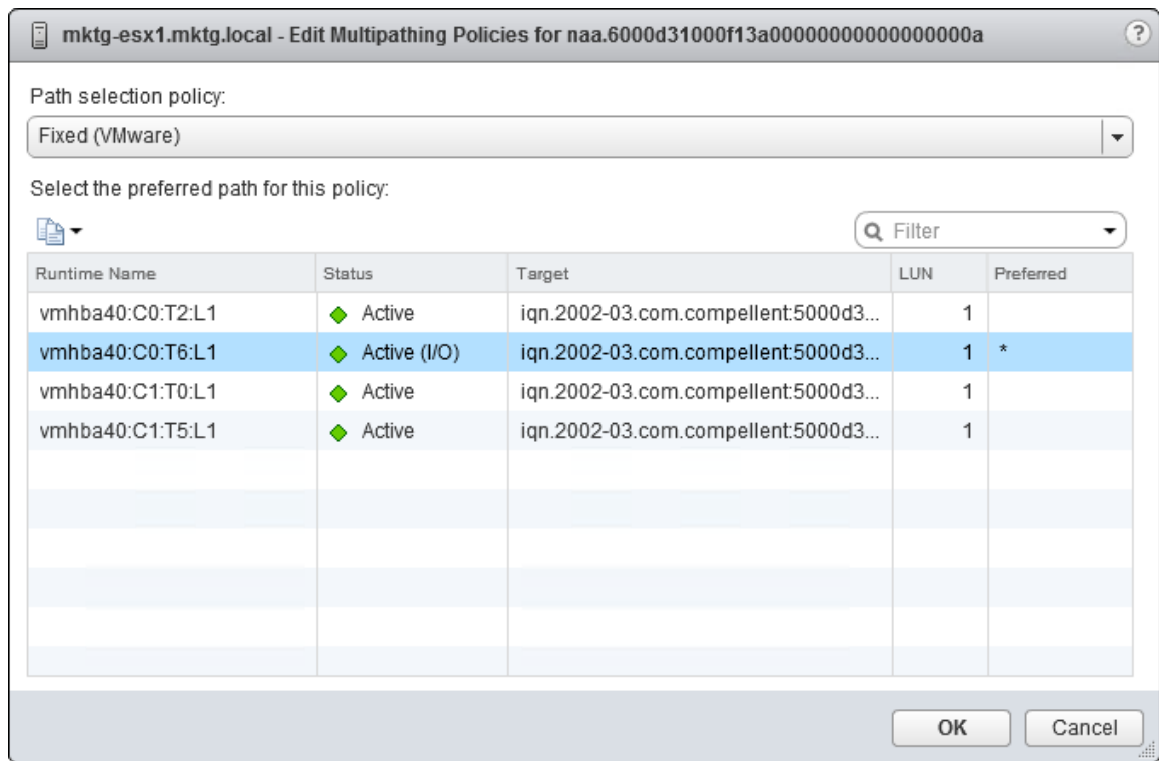 mktg-esx1.mktg.local - Edit Multipathing Policies for naa.6000d31000f13a00000000000000000a
?
Path selection policy:
Fixed (VMware)
Select the preferred path for this policy:
Filter
Runtime Name Status Target LUN Preferred
vmhba40:C0:T2:L1 Active iqn.2002-03.com.compellent:5000d3... 1
vmhba40:C0:T6:L1 Active (I/O) iqn.2002-03.com.compellent:5000d3... 1 *
vmhba40:C1:T0:L1 Active iqn.2002-03.com.compellent:5000d3... 1
vmhba40:C1:T5:L1 Active iqn.2002-03.com.compellent:5000d3... 1
OK Cancel